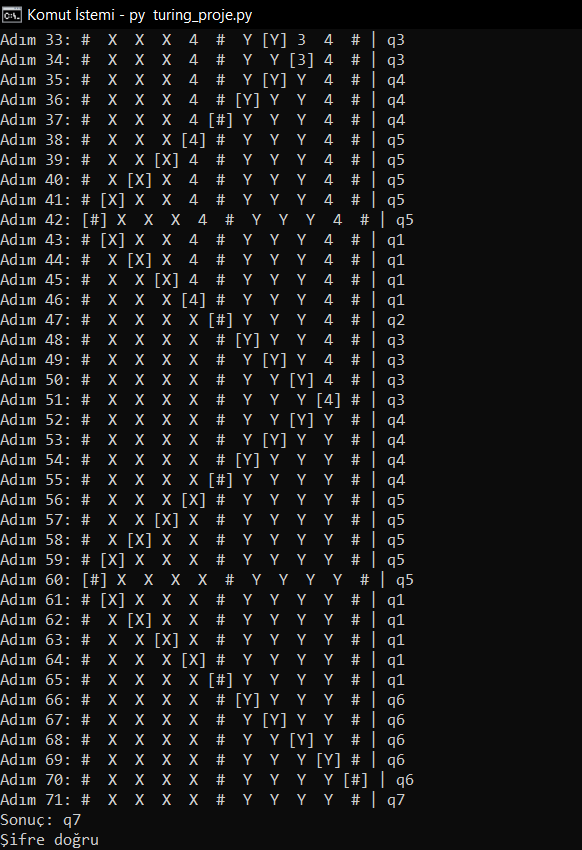 Komut İstemi - py turing_proje.py
Adım 33: #  X  X  X  4  #  Y [Y] 3  4  # | q3
Adım 34: #  X  X  X  4  #  Y  Y [3] 4  # | q3
Adım 35: #  X  X  X  4  #  Y [Y] Y  4  # | q4
Adım 36: #  X  X  X  4  # [Y] Y  Y  4  # | q4
Adım 37: #  X  X  X  4 [#] Y  Y  Y  4  # | q4
Adım 38: #  X  X  X [4] #  Y  Y  Y  4  # | q5
Adım 39: #  X  X [X] 4  #  Y  Y  Y  4  # | q5
Adım 40: #  X [X] X  4  #  Y  Y  Y  4  # | q5
Adım 41: # [X] X  X  4  #  Y  Y  Y  4  # | q5
Adım 42: [#] X  X  X  4  #  Y  Y  Y  4  # | q5
Adım 43: # [X] X  X  4  #  Y  Y  Y  4  # | q1
Adım 44: #  X [X] X  4  #  Y  Y  Y  4  # | q1
Adım 45: #  X  X [X] 4  #  Y  Y  Y  4  # | q1
Adım 46: #  X  X  X [4] #  Y  Y  Y  4  # | q1
Adım 47: #  X  X  X  X [#] Y  Y  Y  4  # | q2
Adım 48: #  X  X  X  X  # [Y] Y  Y  4  # | q3
Adım 49: #  X  X  X  X  #  Y [Y] Y  4  # | q3
Adım 50: #  X  X  X  X  #  Y  Y [Y] 4  # | q3
Adım 51: #  X  X  X  X  #  Y  Y  Y [4] # | q3
Adım 52: #  X  X  X  X  #  Y  Y [Y] Y  # | q4
Adım 53: #  X  X  X  X  #  Y [Y] Y  Y  # | q4
Adım 54: #  X  X  X  X  # [Y] Y  Y  Y  # | q4
Adım 55: #  X  X  X  X [#] Y  Y  Y  Y  # | q4
Adım 56: #  X  X  X [X] #  Y  Y  Y  Y  # | q5
Adım 57: #  X  X [X] X  #  Y  Y  Y  Y  # | q5
Adım 58: #  X [X] X  X  #  Y  Y  Y  Y  # | q5
Adım 59: # [X] X  X  X  #  Y  Y  Y  Y  # | q5
Adım 60: [#] X  X  X  X  #  Y  Y  Y  Y  # | q5
Adım 61: # [X] X  X  X  #  Y  Y  Y  Y  # | q1
Adım 62: #  X [X] X  X  #  Y  Y  Y  Y  # | q1
Adım 63: #  X  X [X] X  #  Y  Y  Y  Y  # | q1
Adım 64: #  X  X  X [X] #  Y  Y  Y  Y  # | q1
Adım 65: #  X  X  X  X [#] Y  Y  Y  Y  # | q1
Adım 66: #  X  X  X  X  # [Y] Y  Y  Y  # | q6
Adım 67: #  X  X  X  X  #  Y [Y] Y  Y  # | q6
Adım 68: #  X  X  X  X  #  Y  Y [Y] Y  # | q6
Adım 69: #  X  X  X  X  #  Y  Y  Y [Y] # | q6
Adım 70: #  X  X  X  X  #  Y  Y  Y  Y [#] | q6
Adım 71: #  X  X  X  X  #  Y  Y  Y  Y  # | q7
Sonuç: q7
Şifre doğru